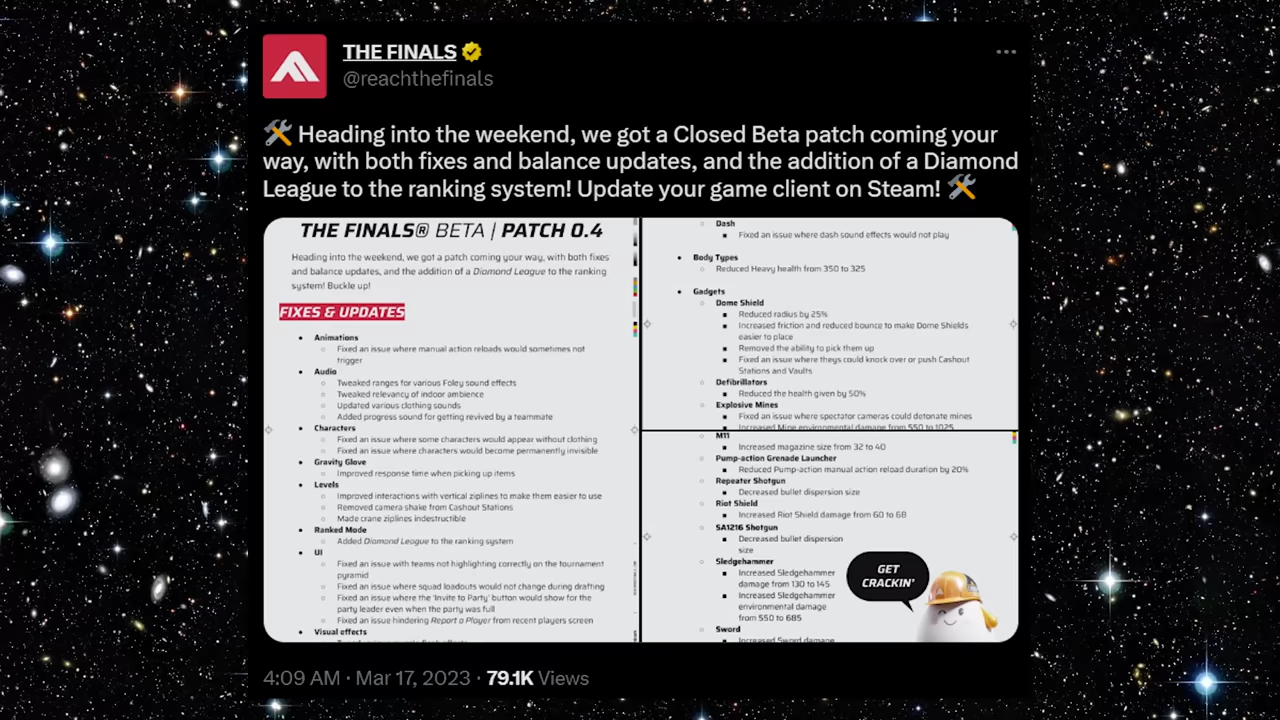 THE FINALS
@reachthefinals
🛠️ Heading into the weekend, we got a Closed Beta patch coming your
way, with both fixes and balance updates, and the addition of a Diamond
League to the ranking system! Update your game client on Steam! 🛠️
THE FINALS® BETA | PATCH 0.4
Heading into the weekend, we got a patch coming your way, with both fixes
and balance updates, and the addition of a Diamond League to the ranking
system! Buckle up!
FIXES & UPDATES
Animations
Fixed an issue where manual action reloads would sometimes not
trigger
Audio
Tweaked ranges for various Foley sound effects
Tweaked relevancy of indoor ambience
Updated various clothing sounds
Added progress sound for getting revived by a teammate
Characters
Fixed an issue where some characters would appear without clothing
Fixed an issue where characters would become permanently invisible
Gravity Glove
Improved response time when picking up items
Levels
Improved interactions with vertical ziplines to make them easier to use
Removed camera shake from Cashout Stations
Made crane ziplines indestructible
Ranked Mode
Added Diamond League to the ranking system
UI
Fixed an issue with teams not highlighting correctly on the tournament
pyramid
Fixed an issue where squad loadouts would not change during drafting
Fixed an issue where the 'Invite to Party' button would show for the
party leader even when the party was full
Fixed an issue hindering Report a Player from recent players screen
Visual effects
Dash
Fixed an issue where dash sound effects would not play
Body Types
Reduced Heavy health from 350 to 325
Gadgets
Dome Shield
Reduced radius by 25%
Increased friction and reduced bounce to make Dome Shields
easier to place
Removed the ability to pick them up
Fixed an issue where theys could knock over or push Cashout
Stations and Vaults
Defibrillators
Reduced the health given by 50%
Explosive Mines
Fixed an issue where spectator cameras could detonate mines
Increased Mine environmental damage from 550 to 1025
M11
Increased magazine size from 32 to 40
Pump-action Grenade Launcher
Reduced Pump-action manual action reload duration by 20%
Repeater Shotgun
Decreased bullet dispersion size
Riot Shield
Increased Riot Shield damage from 60 to 68
SA1216 Shotgun
Decreased bullet dispersion
size
Sledgehammer
Increased Sledgehammer
damage from 130 to 145
Increased Sledgehammer
environmental damage
from 550 to 685
Sword
Increased Sword damage
GET
CRACKIN'
4:09 AM · Mar 17, 2023 · 79.1K Views